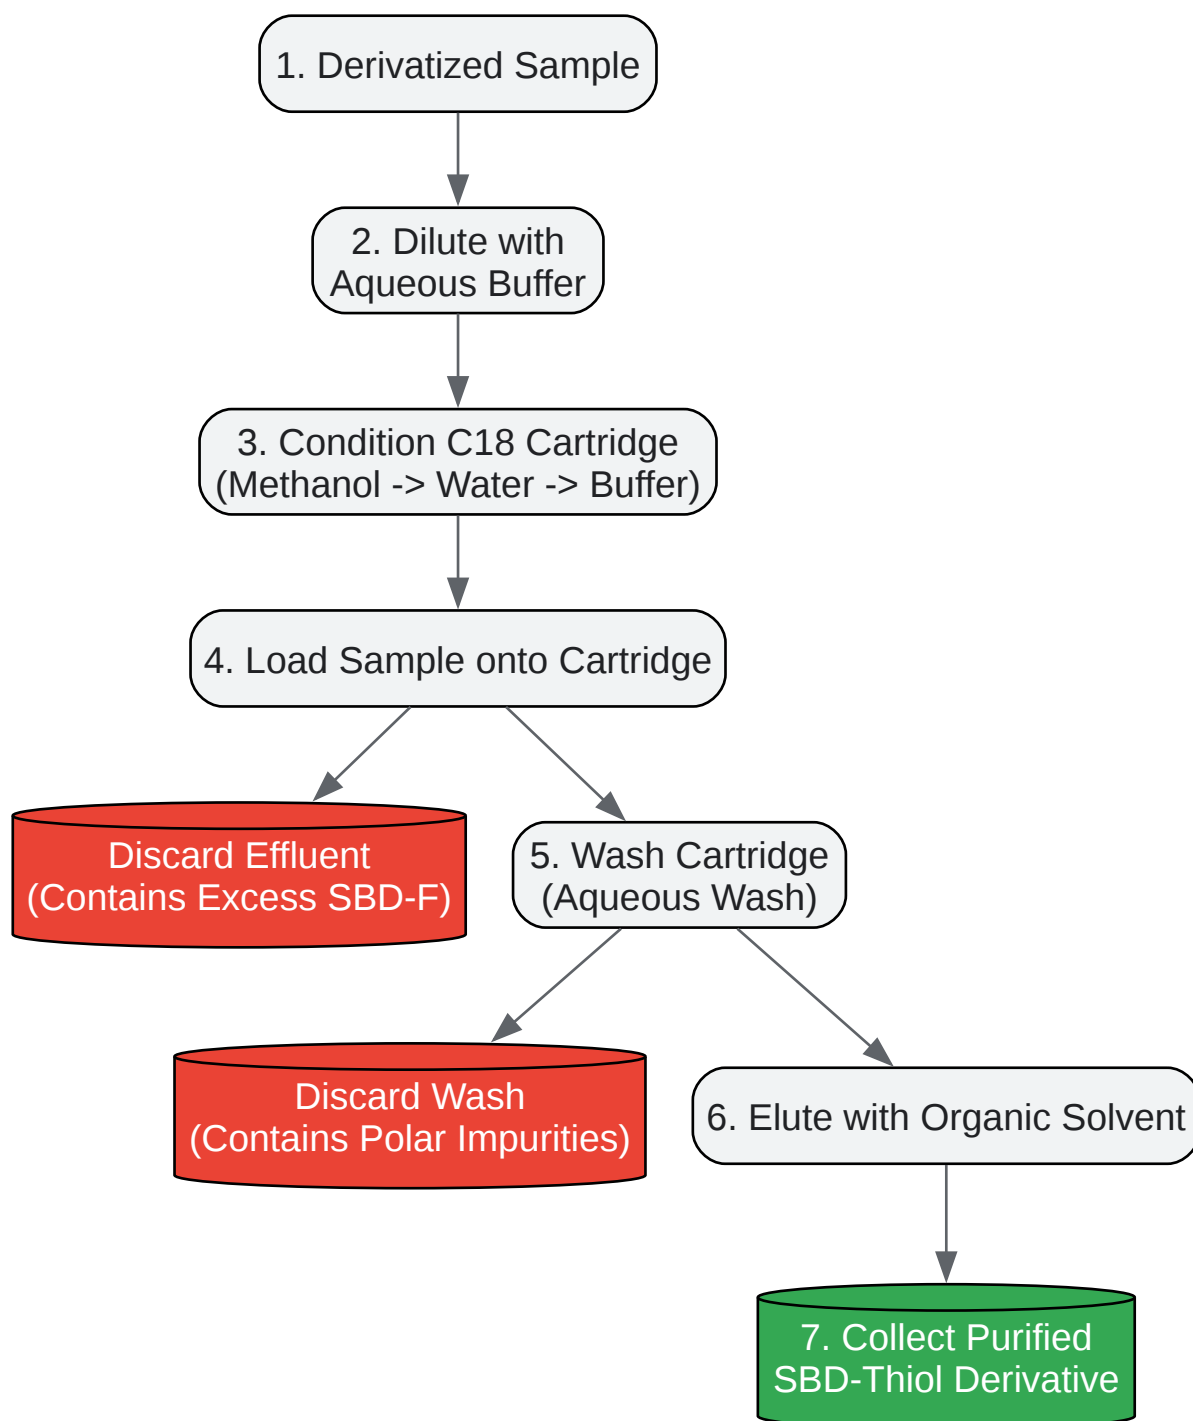 1. Derivatized Sample
2. Dilute with
Aqueous Buffer
3. Condition C18 Cartridge
(Methanol -> Water -> Buffer)
4. Load Sample onto Cartridge
Discard Effluent
(Contains Excess SBD-F)
5. Wash Cartridge
(Aqueous Wash)
Discard Wash
(Contains Polar Impurities)
6. Elute with Organic Solvent
7. Collect Purified
SBD-Thiol Derivative